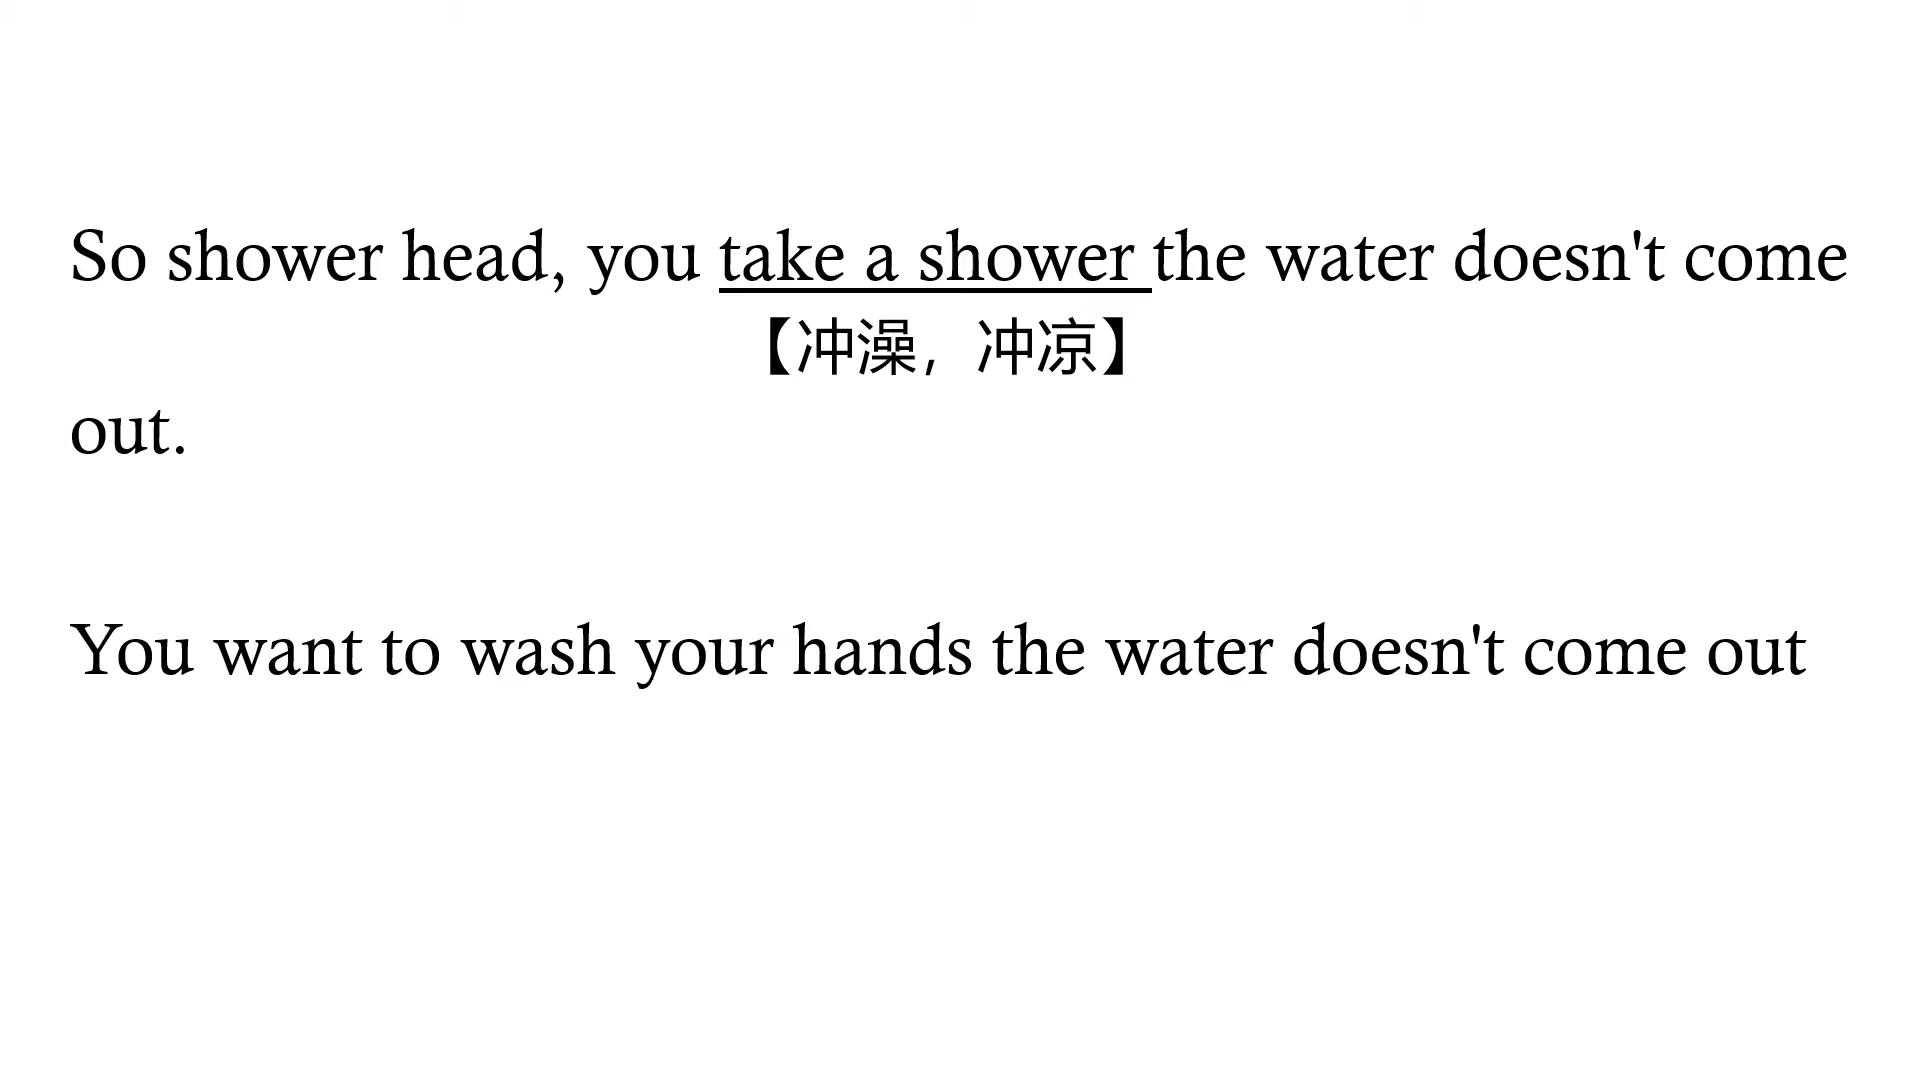 So shower head, you take a shower the water doesn't come
【冲澡，冲凉】
out.
You want to wash your hands the water doesn't come out